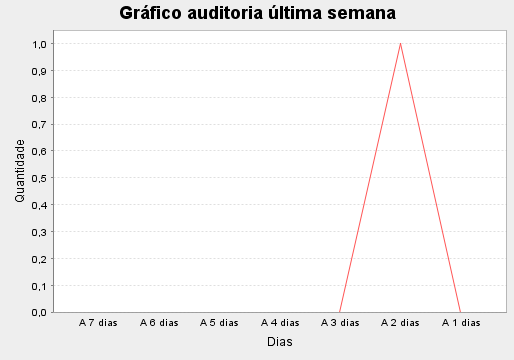 Gráfico auditoria última semana
1,0
0,9
0,8
0,7
0,6
0,5
0,4
0,3
0,2
0,1
0,0
Quantidade
A 7 dias A 6 dias A 5 dias A 4 dias A 3 dias A 2 dias A 1 dias
Dias